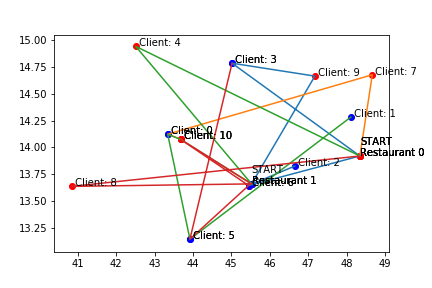 15.00
14.75
14.50
14.25
14.00
13.75
13.50
13.25
41
42
43
44
45
46
47
48
49
Client: 4
Client: 3
Client: 9
Client: 7
Client: 1
Client: 0
Client: 10
START
Restaurant 0
Client: 2
START
Restaurant 1
Client: 6
Client: 8
Client: 5